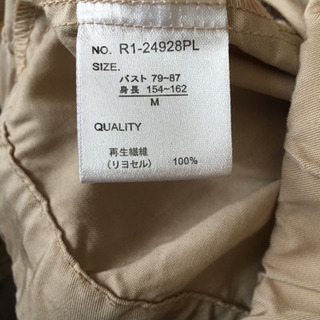 NO. R1-24928PL
SIZE.
バスト 79~87
身長 154~162
M
QUALITY
再生繊維
(リヨセル) 100%